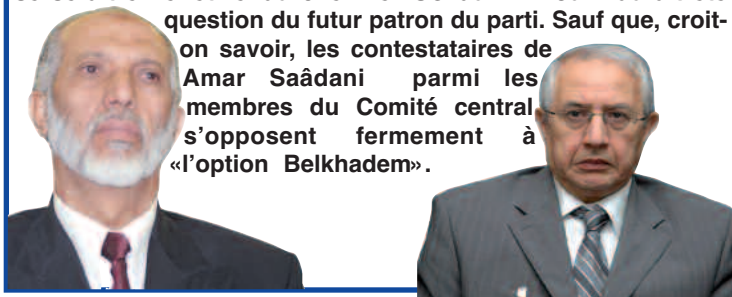 question du futur patron du parti. Sauf que, croit-
on savoir, les contestataires de
Amar Saâdani parmi les
membres du Comité central
s'opposent fermement à
«l'option Belkhadem».